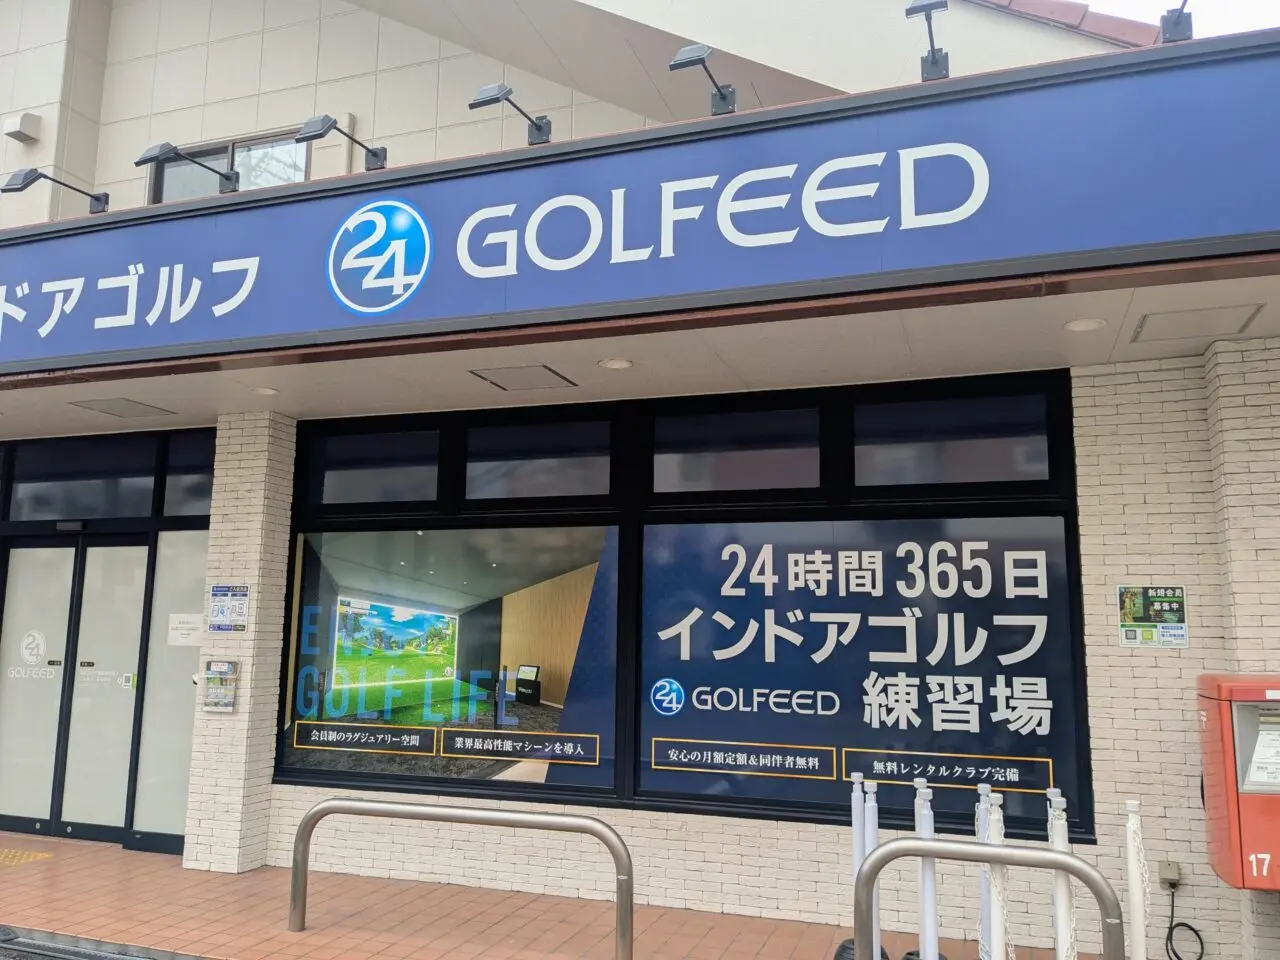 ドアゴルフ
24
GOLFEED
24時間 365日
インドアゴルフ
24
GOLFEED
練習場
安心の月額定額＆同伴者無料
無料レンタルクラブ完備
GOLF LIFE
会員制のラグジュアリー空間
業界最高性能マシーンを導入
24
GOLFEED
新規会員
募集中
17